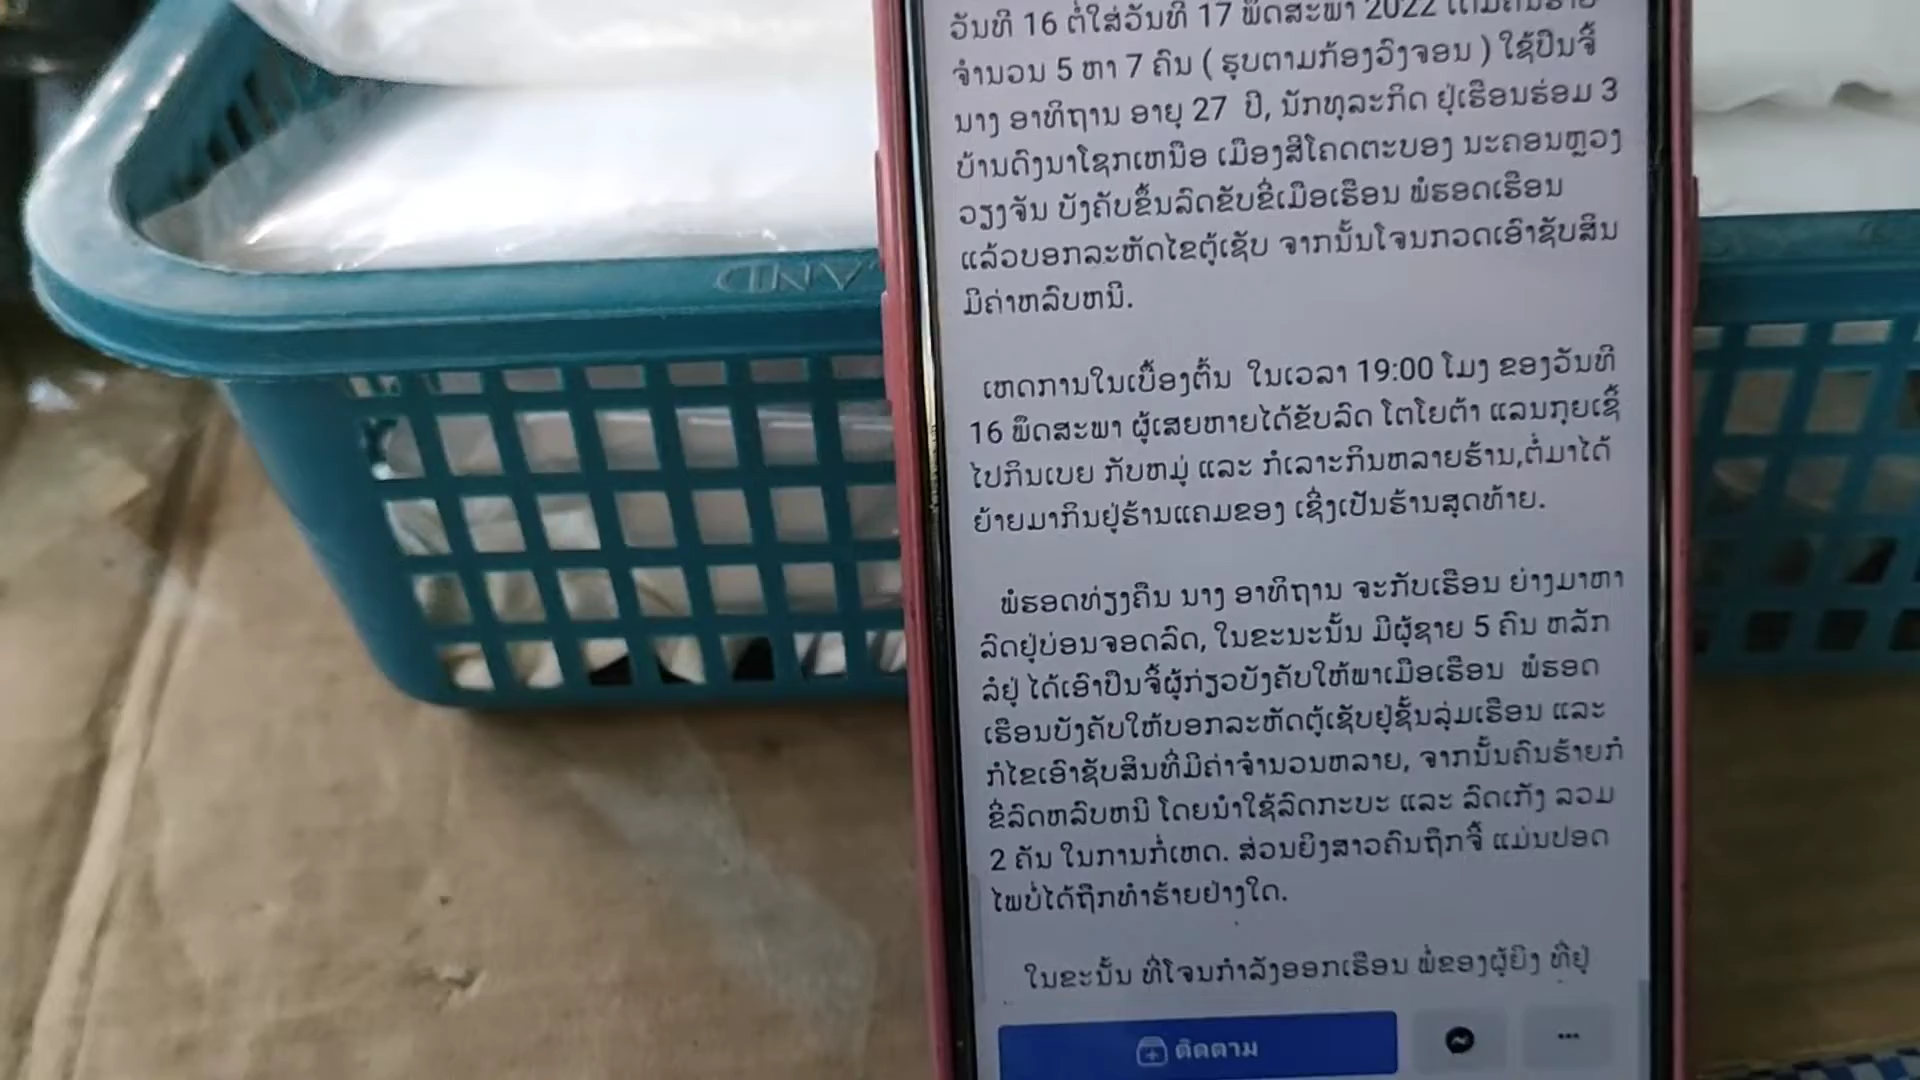 ວັນທີ 16 ຕໍ່ໃສ່ວັນທີ 17 ພຶດສະພາ 2022
ຈຳນວນ 5 ຫາ 7 ຄົນ ( ຮູບຕາມກ້ອງວົງຈອນ ) ໃຊ້ປືນຈີ້
ນາງ ອາທິຖານ ອາຍຸ 27 ປີ, ນັກທຸລະກິດ ຢູ່ເຮືອນຮ່ອມ 3
ບ້ານດົງນາໂຊກເຫນືອ ເມືອງສີໂຄດຕະບອງ ນະຄອນຫຼວງ
ວຽງຈັນ ບັງຄັບຂຶ້ນລົດຂັບຂີ່ເມືອເຮືອນ ພໍຮອດເຮືອນ
ແລ້ວບອກລະຫັດໄຂຕູ້ເຊັບ ຈາກນັ້ນໂຈນກວດເອົາຊັບສິນ
ມີຄ່າຫລົບຫນີ.
ເຫດການໃນເບື້ອງຕົ້ນ ໃນເວລາ 19:00 ໂມງ ຂອງວັນທີ
16 ພຶດສະພາ ຜູ້ເສຍຫາຍໄດ້ຂັບລົດ ໂຕໂຍຕ້າ ແລນກຸຍເຊີ້
ໄປກິນເບຍ ກັບຫມູ່ ແລະ ກໍເລາະກິນຫລາຍຮ້ານ,ຕໍ່ມາໄດ້
ຍ້າຍມາກິນຢູ່ຮ້ານແຄມຂອງ ເຊິ່ງເປັນຮ້ານສຸດທ້າຍ.
ພໍຮອດທ່ຽງຄືນ ນາງ ອາທິຖານ ຈະກັບເຮືອນ ຍ່າງມາຫາ
ລົດຢູ່ບ່ອນຈອດລົດ, ໃນຂະນະນັ້ນ ມີຜູ້ຊາຍ 5 ຄົນ ຫລັກ
ລໍຢູ່ ໄດ້ເອົາປືນຈີ້ຜູ້ກ່ຽວບັງຄັບໃຫ້ພາເມືອເຮືອນ ພໍຮອດ
ເຮືອນບັງຄັບໃຫ້ບອກລະຫັດຕູ້ເຊັບຢູ່ຊັ້ນລຸ່ມເຮືອນ ແລະ
ກໍໄຂເອົາຊັບສິນທີ່ມີຄ່າຈຳນວນຫລາຍ, ຈາກນັ້ນຄົນຮ້າຍກໍ
ຂີ່ລົດຫລົບຫນີ ໂດຍນຳໃຊ້ລົດກະບະ ແລະ ລົດເກັງ ລວມ
2 ຄັນ ໃນການກໍ່ເຫດ. ສ່ວນຍິງສາວຄົນຖຶກຈີ້ ແມ່ນປອດ
ໄພບໍ່ໄດ້ຖືກທຳຮ້າຍຢ່າງໃດ.
ໃນຂະນັ້ນ ທີ່ໂຈນກຳລັງອອກເຮືອນ ພໍ່ຂອງຜູ້ຍິງ ທີ່ຢູ່
ติดตาม